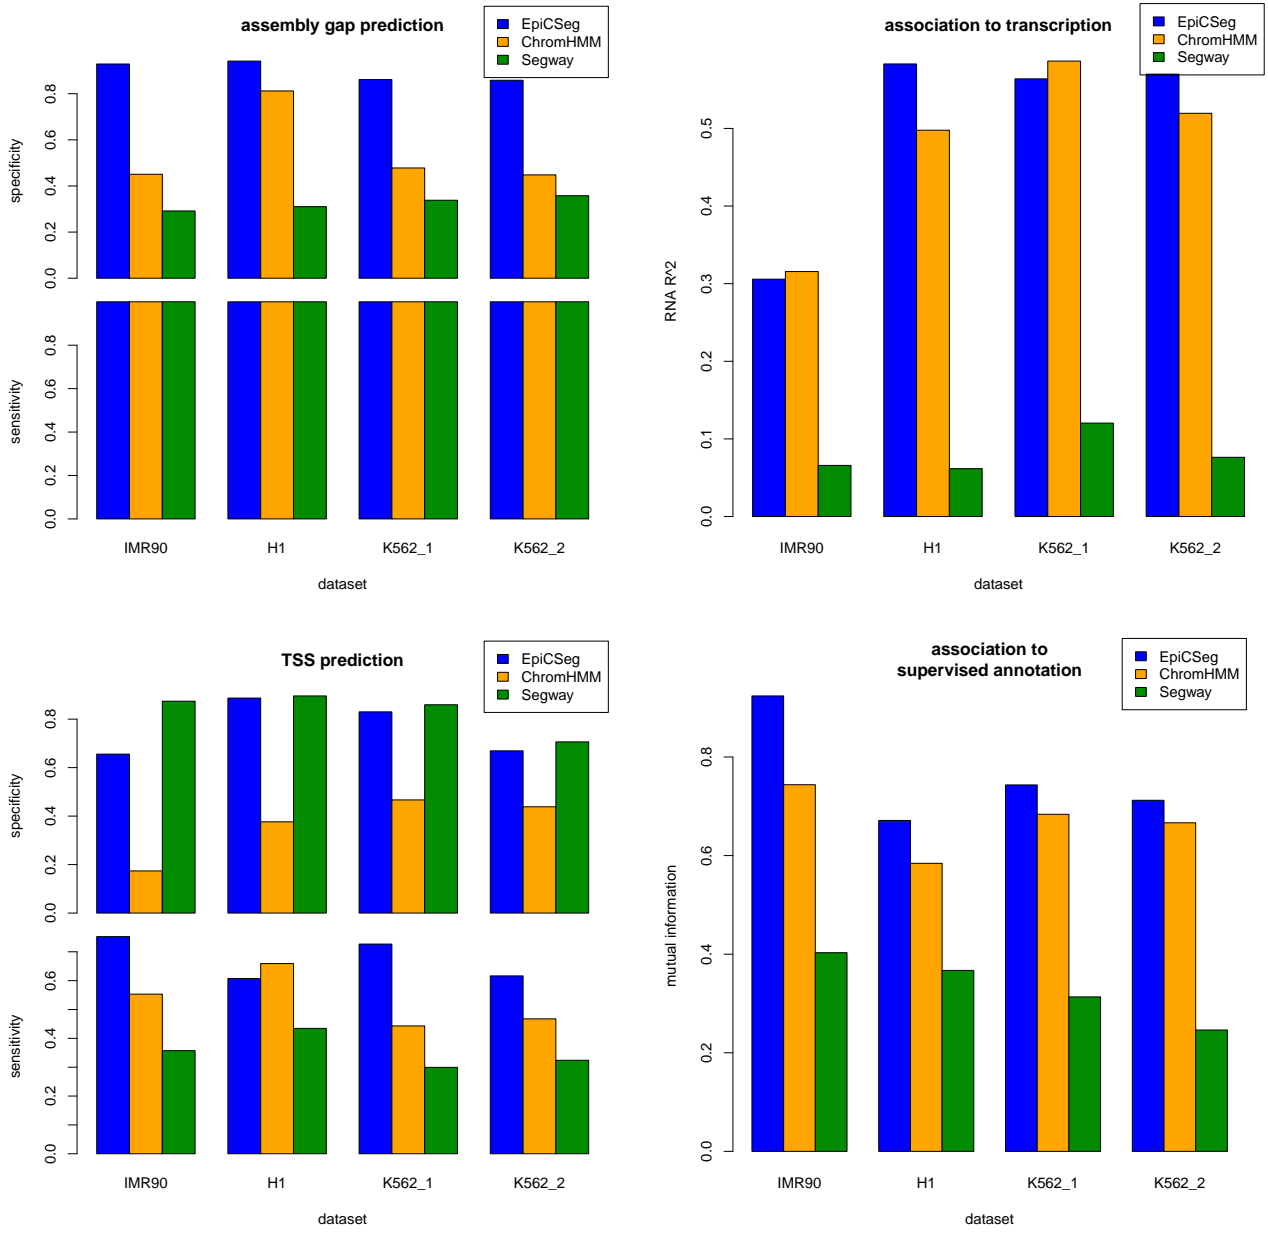 assembly gap prediction
EpiCSeg
ChromHMM
Segway
specificity
0.0
0.2
0.4
0.6
0.8
sensitivity
0.0
0.2
0.4
0.6
0.8
IMR90 H1 K562_1 K562_2
dataset
association to transcription
EpiCSeg
ChromHMM
Segway
RNA R^2
0.0
0.1
0.2
0.3
0.4
0.5
IMR90 H1 K562_1 K562_2
dataset
TSS prediction
EpiCSeg
ChromHMM
Segway
specificity
0.0
0.2
0.4
0.6
0.8
sensitivity
0.0
0.2
0.4
0.6
IMR90 H1 K562_1 K562_2
dataset
association to
supervised annotation
EpiCSeg
ChromHMM
Segway
mutual information
0.0
0.2
0.4
0.6
0.8
IMR90 H1 K562_1 K562_2
dataset